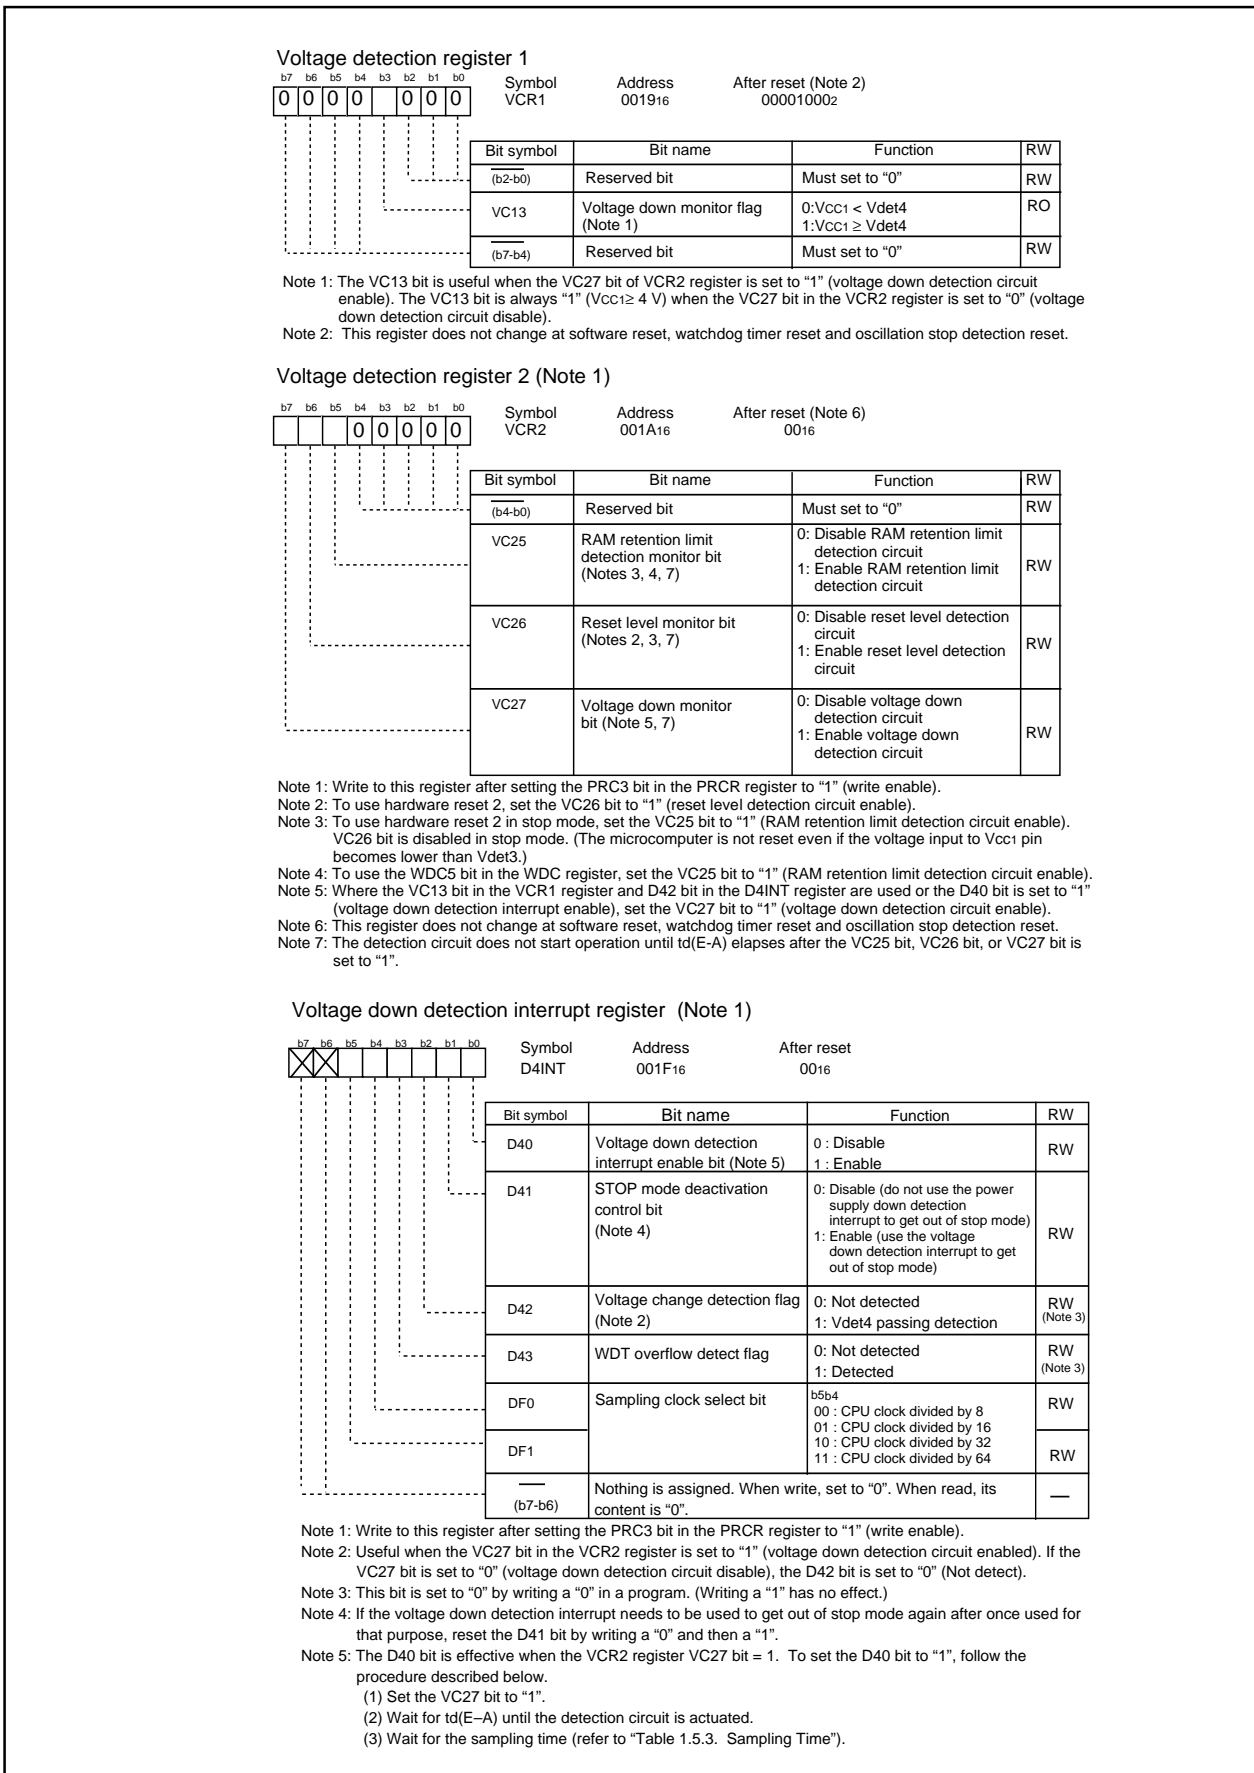 Voltage detection register 1
b7 b6 b5 b4 b3 b2 b1 b0
Symbol Address After reset (Note 2)
0 0 0 0 0 0 0
VCR1 001916 000010002
Bit symbol Bit name Function RW
(b2-b0) Reserved bit Must set to “0” RW
VC13 Voltage down monitor flag 0:VCC1 < Vdet4 RO
(Note 1) 1:VCC1 ≥ Vdet4
(b7-b4) Reserved bit Must set to “0” RW
Note 1: The VC13 bit is useful when the VC27 bit of VCR2 register is set to “1” (voltage down detection circuit
enable). The VC13 bit is always “1” (VCC1≥ 4 V) when the VC27 bit in the VCR2 register is set to “0” (voltage
down detection circuit disable).
Note 2: This register does not change at software reset, watchdog timer reset and oscillation stop detection reset.
Voltage detection register 2 (Note 1)
b7 b6 b5 b4 b3 b2 b1 b0
Symbol Address After reset (Note 6)
0 0 0 0 0
VCR2 001A16 0016
Bit symbol Bit name Function RW
(b4-b0) Reserved bit Must set to “0” RW
VC25 RAM retention limit 0: Disable RAM retention limit
detection monitor bit detection circuit
(Notes 3, 4, 7) 1: Enable RAM retention limit RW
detection circuit
VC26 Reset level monitor bit 0: Disable reset level detection
(Notes 2, 3, 7) circuit
1: Enable reset level detection RW
circuit
VC27 Voltage down monitor 0: Disable voltage down
bit (Note 5, 7) detection circuit
1: Enable voltage down RW
detection circuit
Note 1: Write to this register after setting the PRC3 bit in the PRCR register to “1” (write enable).
Note 2: To use hardware reset 2, set the VC26 bit to “1” (reset level detection circuit enable).
Note 3: To use hardware reset 2 in stop mode, set the VC25 bit to “1” (RAM retention limit detection circuit enable).
VC26 bit is disabled in stop mode. (The microcomputer is not reset even if the voltage input to Vcc1 pin
becomes lower than Vdet3.)
Note 4: To use the WDC5 bit in the WDC register, set the VC25 bit to “1” (RAM retention limit detection circuit enable).
Note 5: Where the VC13 bit in the VCR1 register and D42 bit in the D4INT register are used or the D40 bit is set to “1”
(voltage down detection interrupt enable), set the VC27 bit to “1” (voltage down detection circuit enable).
Note 6: This register does not change at software reset, watchdog timer reset and oscillation stop detection reset.
Note 7: The detection circuit does not start operation until td(E-A) elapses after the VC25 bit, VC26 bit, or VC27 bit is
set to “1”.
Voltage down detection interrupt register (Note 1)
b7 b6 b5 b4 b3 b2 b1 b0
Symbol Address After reset
D4INT 001F16 0016
Bit symbol Bit name Function RW
D40 Voltage down detection 0 : Disable RW
interrupt enable bit (Note 5) 1 : Enable
D41 STOP mode deactivation 0: Disable (do not use the power
control bit supply down detection
interrupt to get out of stop mode)
(Note 4) 1: Enable (use the voltage RW
down detection interrupt to get
out of stop mode)
D42 Voltage change detection flag 0: Not detected RW
(Note 2) 1: Vdet4 passing detection (Note 3)
D43 WDT overflow detect flag 0: Not detected RW
1: Detected (Note 3)
DF0 Sampling clock select bit b5b4 RW
00 : CPU clock divided by 8
01 : CPU clock divided by 16
10 : CPU clock divided by 32
DF1 11 : CPU clock divided by 64 RW
(b7-b6) Nothing is assigned. When write, set to “0”. When read, its —
content is “0”.
Note 1: Write to this register after setting the PRC3 bit in the PRCR register to “1” (write enable).
Note 2: Useful when the VC27 bit in the VCR2 register is set to “1” (voltage down detection circuit enabled). If the
VC27 bit is set to “0” (voltage down detection circuit disable), the D42 bit is set to “0” (Not detect).
Note 3: This bit is set to “0” by writing a “0” in a program. (Writing a “1” has no effect.)
Note 4: If the voltage down detection interrupt needs to be used to get out of stop mode again after once used for
that purpose, reset the D41 bit by writing a “0” and then a “1”.
Note 5: The D40 bit is effective when the VCR2 register VC27 bit = 1. To set the D40 bit to “1”, follow the
procedure described below.
(1) Set the VC27 bit to “1”.
(2) Wait for td(E–A) until the detection circuit is actuated.
(3) Wait for the sampling time (refer to “Table 1.5.3. Sampling Time”).